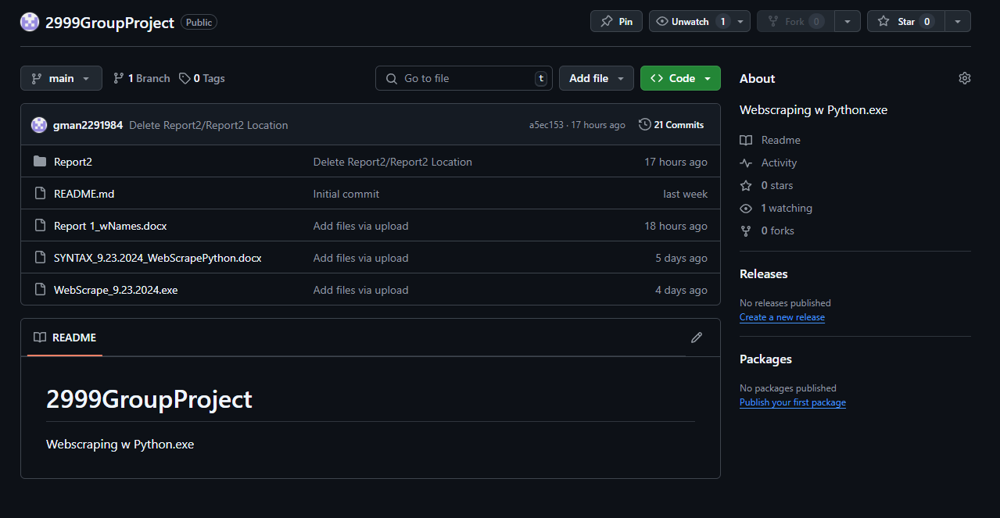 2999GroupProject Public
Pin Unwatch 1 Fork 0 Star 0
main 1 Branch 0 Tags Go to file t Add file Code
gman2291984 Delete Report2/Report2 Location a5ec153 · 17 hours ago 21 Commits
Report2 Delete Report2/Report2 Location 17 hours ago
README.md Initial commit last week
Report 1_wNames.docx Add files via upload 18 hours ago
SYNTAX_9.23.2024_WebScrapePython.docx Add files via upload 5 days ago
WebScrape_9.23.2024.exe Add files via upload 4 days ago
README
2999GroupProject
Webscraping w Python.exe
About
Webscraping w Python.exe
Readme
Activity
0 stars
1 watching
0 forks
Releases
No releases published
Create a new release
Packages
No packages published
Publish your first package